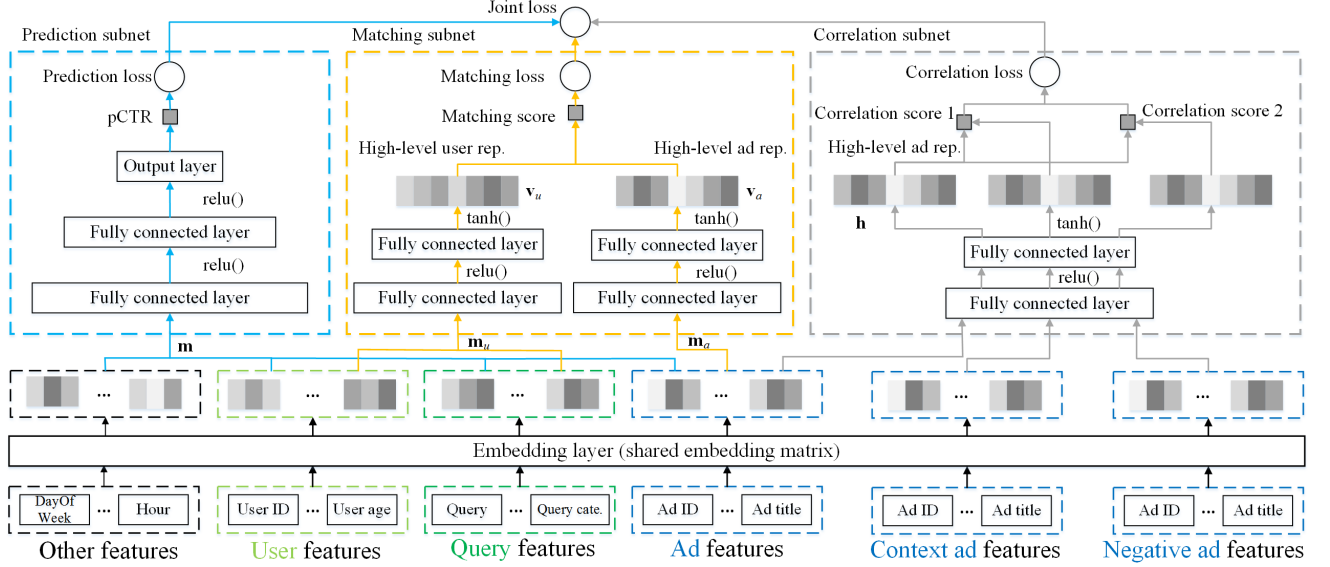 Joint loss
Prediction subnet
Matching subnet
Correlation subnet
Prediction loss
Matching loss
Correlation loss
pCTR
Matching score
Correlation score 1
Correlation score 2
Output layer
High-level user rep.
High-level ad rep.
High-level ad rep.
relu()
v_u
v_a
Fully connected layer
tanh()
tanh()
h
tanh()
Fully connected layer
Fully connected layer
Fully connected layer
relu()
relu()
relu()
relu()
Fully connected layer
Fully connected layer
Fully connected layer
Fully connected layer
m
m_u
m_a
...
...
...
...
...
...
Embedding layer (shared embedding matrix)
DayOf Week ... Hour
User ID ... User age
Query ... Query cate.
Ad ID ... Ad title
Ad ID ... Ad title
Ad ID ... Ad title
Other features
User features
Query features
Ad features
Context ad features
Negative ad features